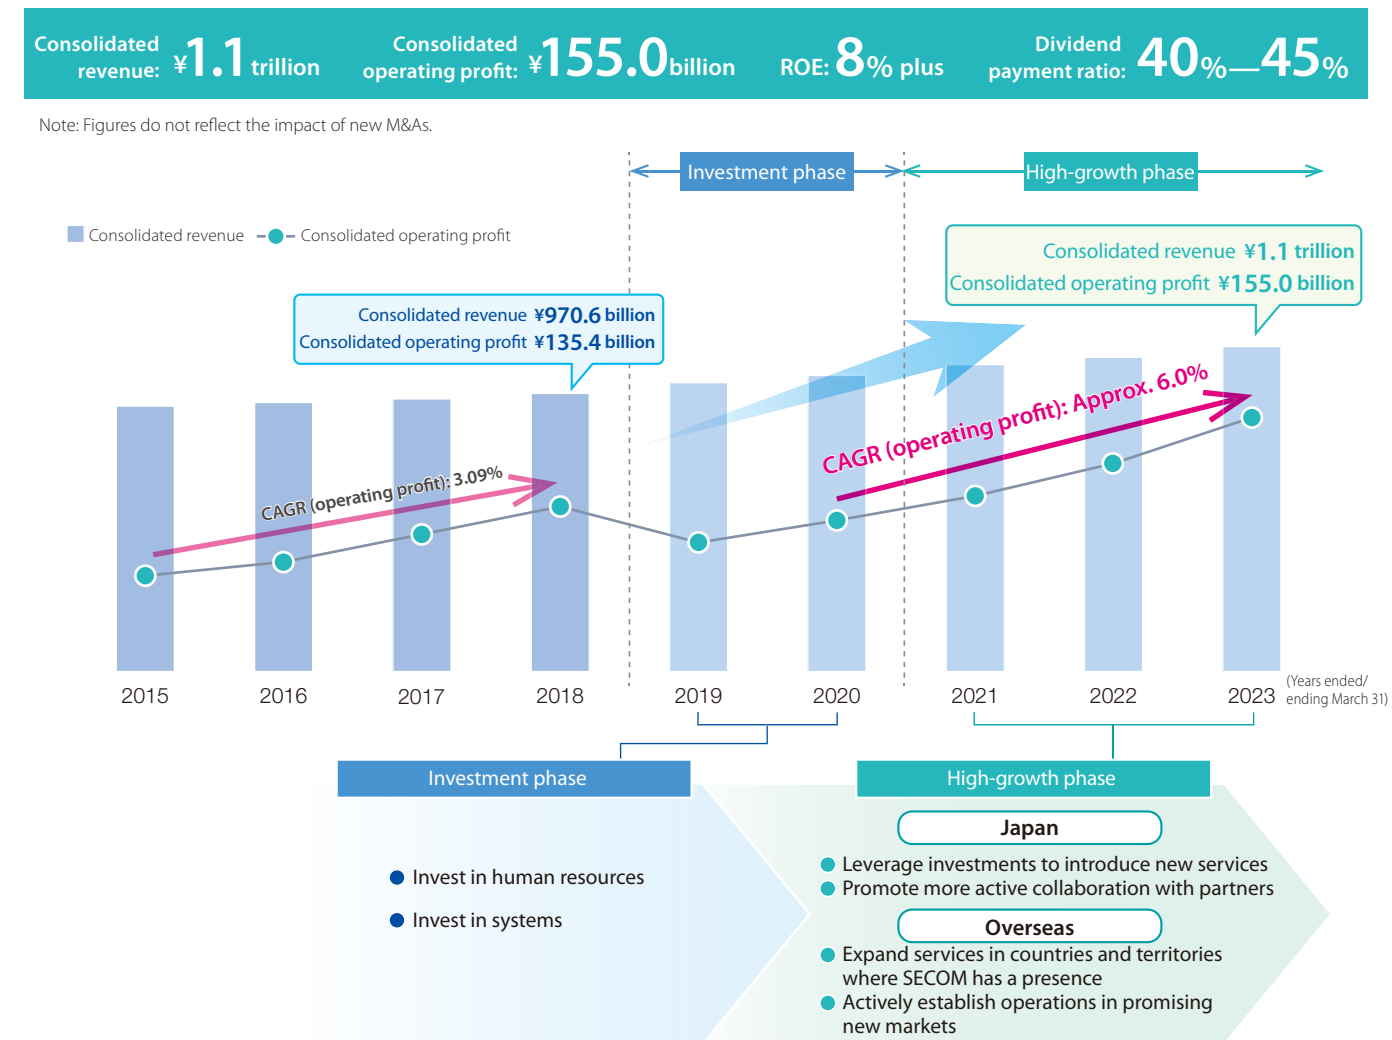 Consolidated
revenue: ¥1.1 trillion
Consolidated
operating profit: ¥155.0 billion
ROE: 8% plus
Dividend
payment ratio: 40%—45%
Note: Figures do not reflect the impact of new M&As.
Investment phase
High-growth phase
Consolidated revenue
Consolidated operating profit
Consolidated revenue ¥1.1 trillion
Consolidated operating profit ¥155.0 billion
Consolidated revenue ¥970.6 billion
Consolidated operating profit ¥135.4 billion
CAGR (operating profit): Approx. 6.0%
CAGR (operating profit): 3.09%
2015
2016
2017
2018
2019
2020
2021
2022
2023
(Years ended/
ending March 31)
Investment phase
Invest in human resources
Invest in systems
High-growth phase
Japan
Leverage investments to introduce new services
Promote more active collaboration with partners
Overseas
Expand services in countries and territories
where SECOM has a presence
Actively establish operations in promising
new markets